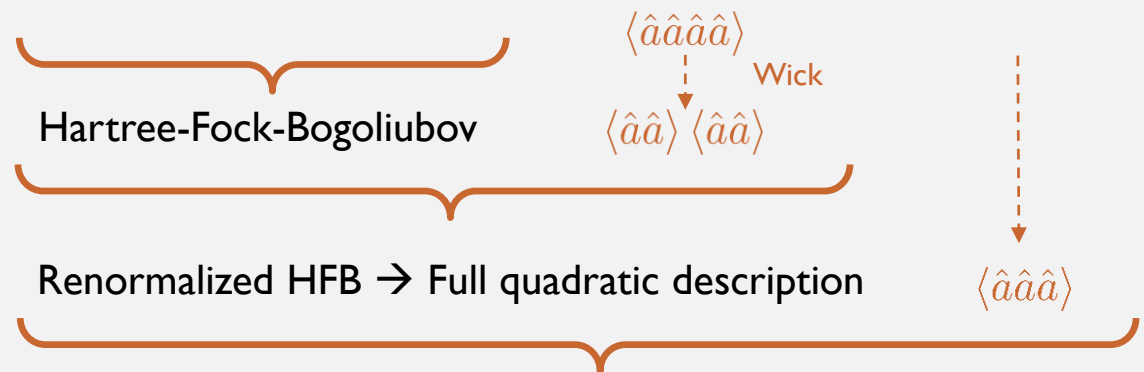 ⟨ââââ⟩
Wick
Hartree-Fock-Bogoliubov ⟨ââ⟩ ⟨ââ⟩
Renormalized HFB → Full quadratic description ⟨âââ⟩